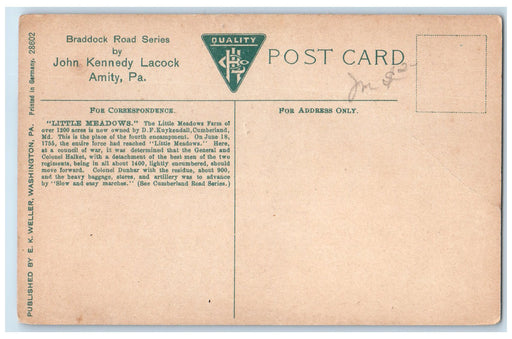 Braddock Road Series
by
John Kennedy Lacock
Amity, Pa.
QUALITY
POST CARD
For Correspondence.
For Address Only.
"LITTLE MEADOWS." The Little Meadows Farm of
over 1200 acres is now owned by D. F. Kuykendall, Cumberland,
Md. This is the place of the fourth encampment. On June 18,
1755, the entire force had reached "Little Meadows." Here,
at a council of war, it was determined that the General and
Colonel Halket, with a detachment of the best men of the two
regiments, being in all about 1400, lightly encumbered, should
move forward. Colonel Dunbar with the residue, about 900,
and the heavy baggage, stores, and artillery was to advance
by "Slow and easy marches." (See Cumberland Road Series.)
PUBLISHED BY E. K. WELLER, WASHINGTON, PA. Printed in Germany. 28602